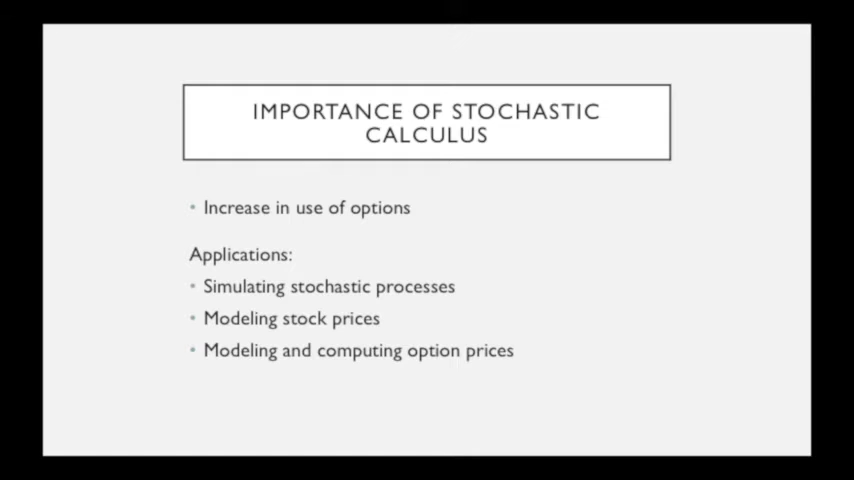 IMPORTANCE OF STOCHASTIC
CALCULUS
• Increase in use of options
Applications:
• Simulating stochastic processes
• Modeling stock prices
• Modeling and computing option prices